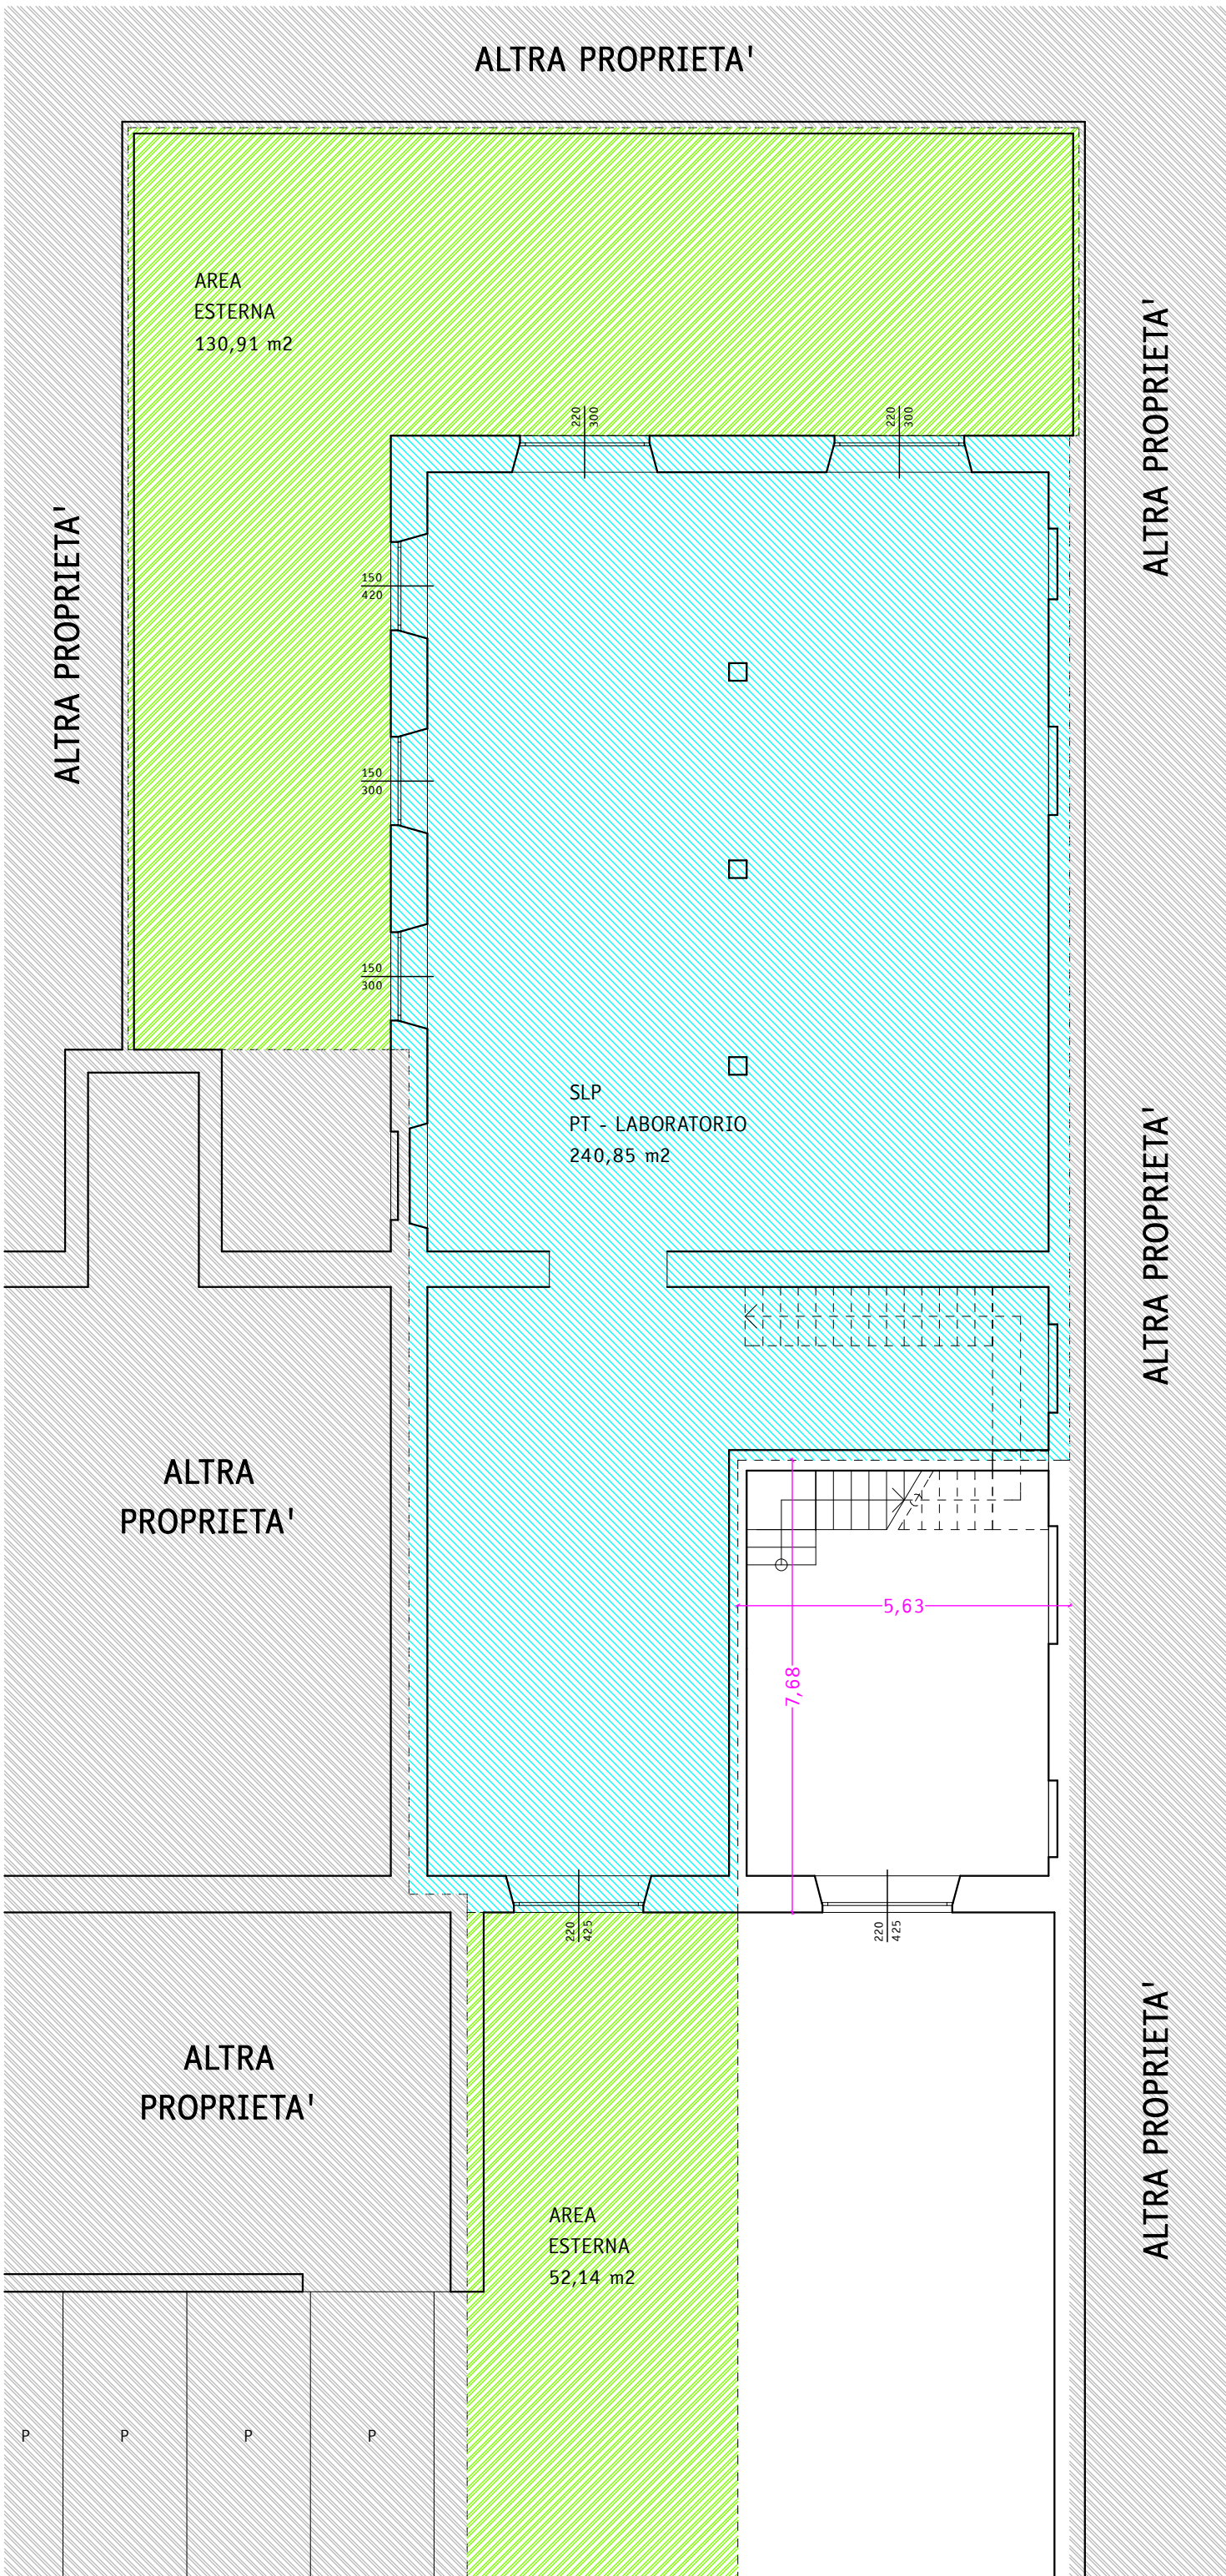 ALTRA PROPRIETA'
AREA
ESTERNA
130,91 m2
ALTRA PROPRIETA'
220
300
220
300
ALTRA PROPRIETA'
150
420
150
300
150
300
SLP
PT - LABORATORIO
240,85 m2
ALTRA PROPRIETA'
ALTRA
PROPRIETA'
5,63
7,68
220
425
220
425
ALTRA
PROPRIETA'
ALTRA PROPRIETA'
AREA
ESTERNA
52,14 m2
P
P
P
P